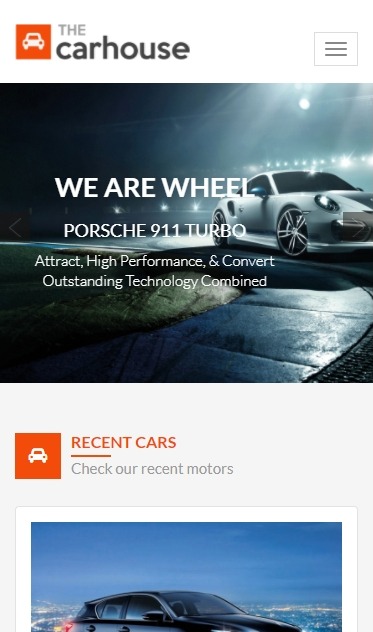 THE
carhouse
WE ARE WHEEL
PORSCHE 911 TURBO
Attract, High Performance, & Convert
Outstanding Technology Combined
RECENT CARS
Check our recent motors